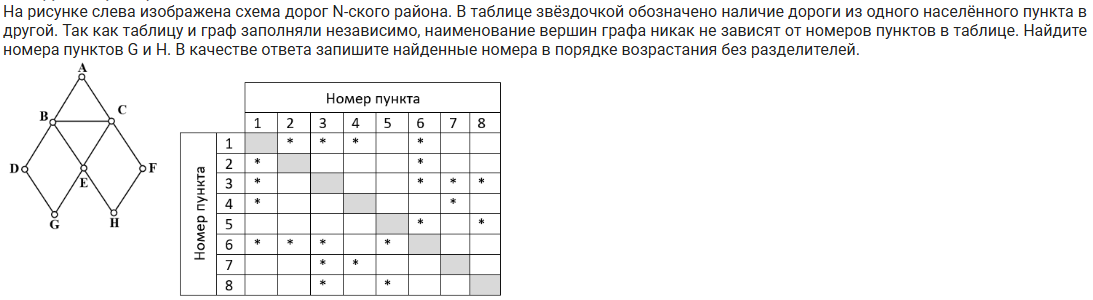 На рисунке слева изображена схема дорог N-ского района. В таблице звёздочкой обозначено наличие дороги из одного населённого пункта в
другой. Так как таблицу и граф заполняли независимо, наименование вершин графа никак не зависят от номеров пунктов в таблице. Найдите
номера пунктов G и H. В качестве ответа запишите найденные номера в порядке возрастания без разделителей.
A
B C
D E F
G H
Номер пункта
1 2 3 4 5 6 7 8
Номер пункта
1 * * * *
2 * *
3 * * * *
4 * *
5 * *
6 * * * *
7 * *
8 * *